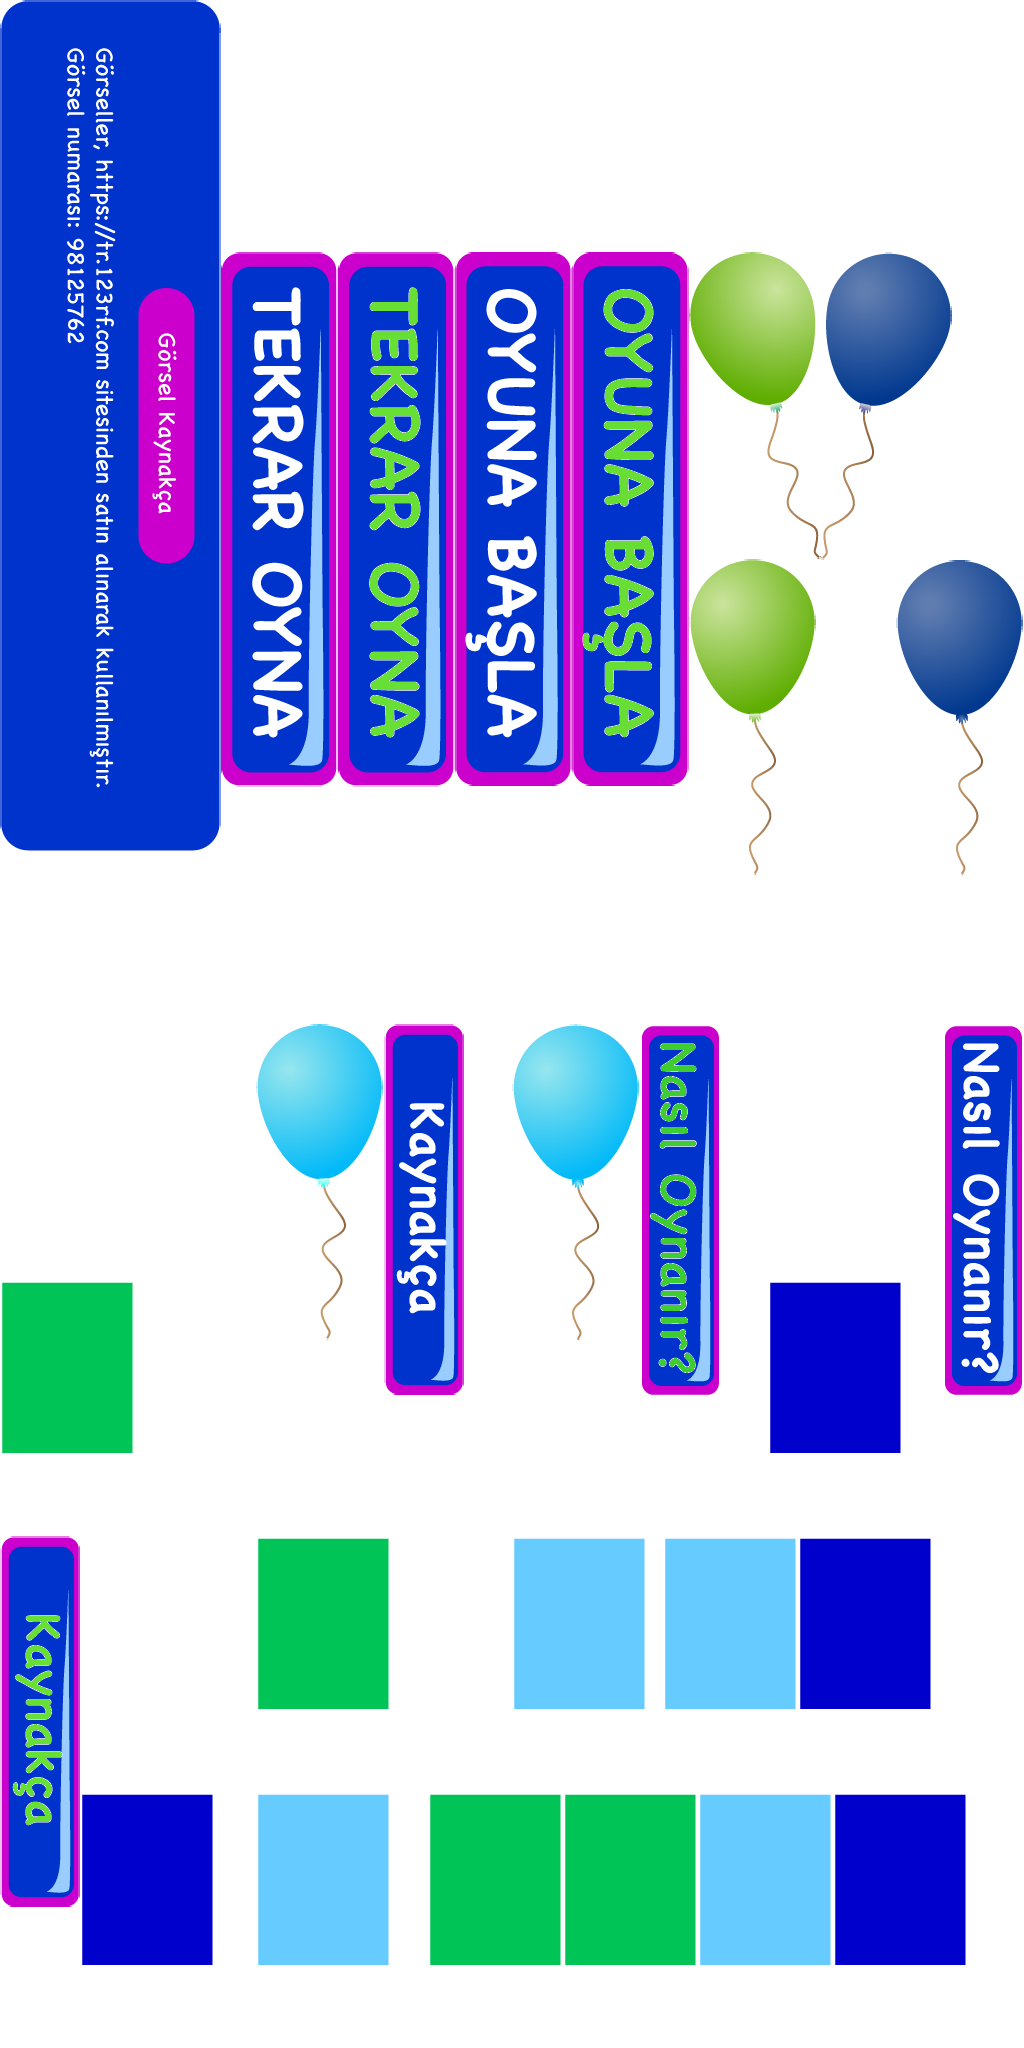 Görsel Kaynakça
Görseller, https://tr.123rf.com sitesinden satın alınarak kullanılmıştır.
Görsel numarası: 98125762
TEKRAR OYNA
TEKRAR OYNA
OYUNA BAŞLA
OYUNA BAŞLA
Kaynakça
Nasıl Oynanır?
Nasıl Oynanır?
Kaynakça